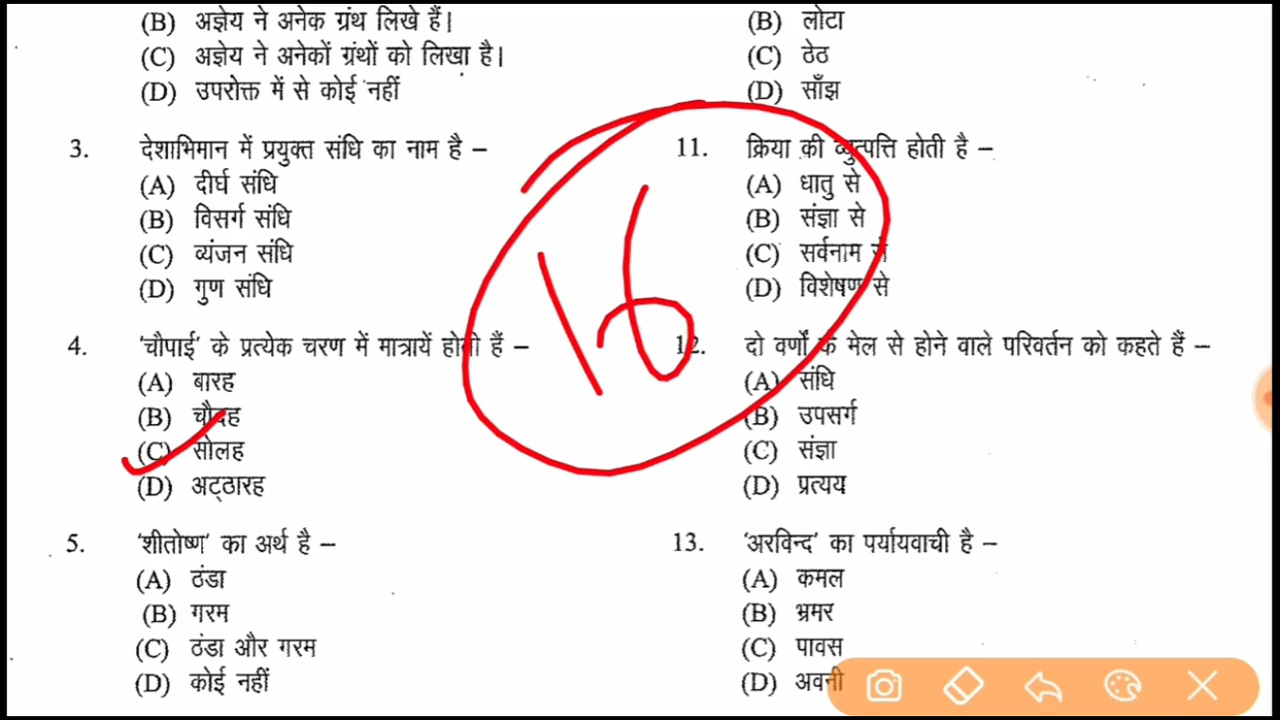 (B) अज्ञेय ने अनेक ग्रंथ लिखे हैं।
(C) अज्ञेय ने अनेकों ग्रंथों को लिखा है।
(D) उपरोक्त में से कोई नहीं
3. देशाभिमान में प्रयुक्त संधि का नाम है –
(A) दीर्घ संधि
(B) विसर्ग संधि
(C) व्यंजन संधि
(D) गुण संधि
4. 'चौपाई' के प्रत्येक चरण में मात्रायें होती हैं –
(A) बारह
(B) चौदह
(C) सोलह
(D) अट्ठारह
5. 'शीतोष्ण' का अर्थ है –
(A) ठंडा
(B) गरम
(C) ठंडा और गरम
(D) कोई नहीं
16
(B) लोटा
(C) ठेठ
(D) साँझ
11. क्रिया की व्युत्पत्ति होती है –
(A) धातु से
(B) संज्ञा से
(C) सर्वनाम से
(D) विशेषण से
12. दो वर्णों के मेल से होने वाले परिवर्तन को कहते हैं –
(A) संधि
(B) उपसर्ग
(C) संज्ञा
(D) प्रत्यय
13. 'अरविन्द' का पर्यायवाची है –
(A) कमल
(B) भ्रमर
(C) पावस
(D) अवनी